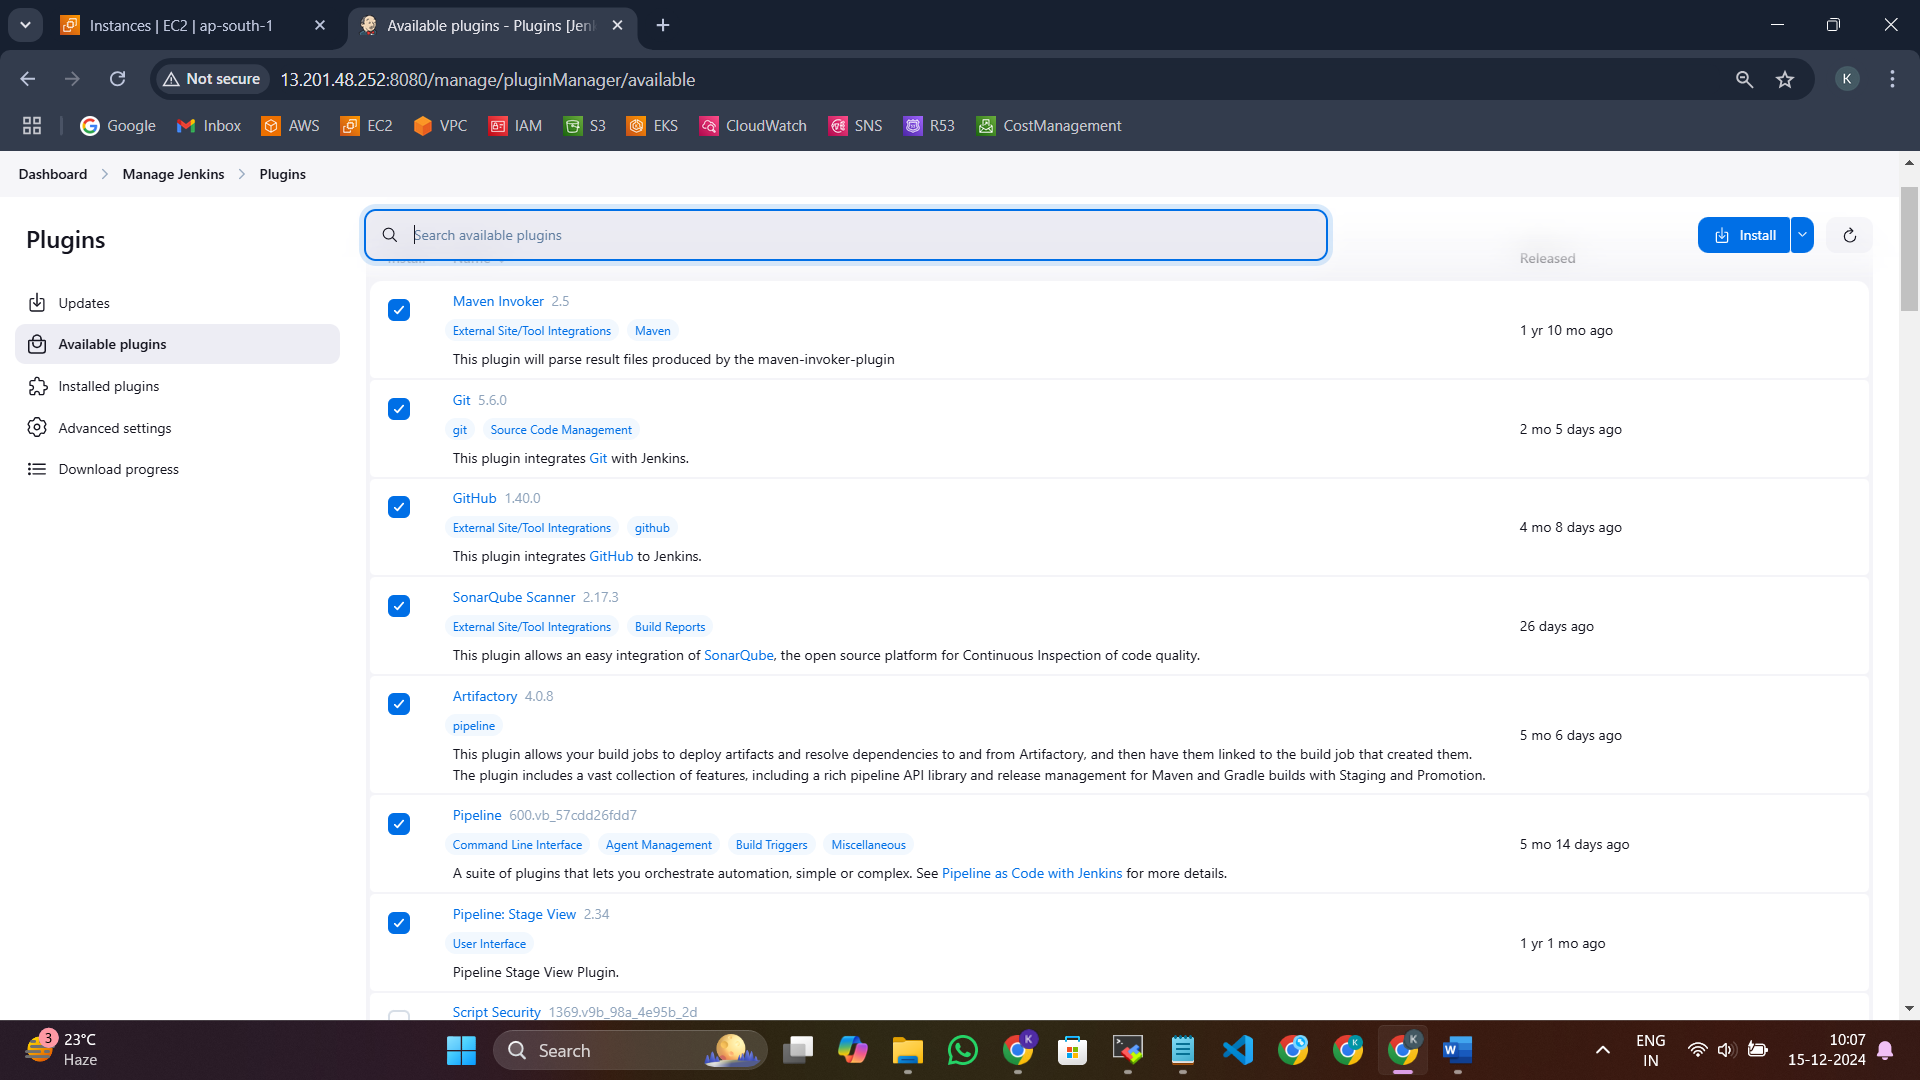 Instances | EC2 | ap-south-1
Available plugins - Plugins [Jenk
Not secure
13.201.48.252:8080/manage/pluginManager/available
K
Google
Inbox
AWS
EC2
VPC
IAM
S3
EKS
CloudWatch
SNS
R53
CostManagement
Dashboard
Manage Jenkins
Plugins
Plugins
Search available plugins
Install
Install
Name
Released
Updates
Available plugins
Installed plugins
Advanced settings
Download progress
Maven Invoker 2.5
External Site/Tool Integrations Maven
This plugin will parse result files produced by the maven-invoker-plugin
1 yr 10 mo ago
Git 5.6.0
git Source Code Management
This plugin integrates Git with Jenkins.
2 mo 5 days ago
GitHub 1.40.0
External Site/Tool Integrations github
This plugin integrates GitHub to Jenkins.
4 mo 8 days ago
SonarQube Scanner 2.17.3
External Site/Tool Integrations Build Reports
This plugin allows an easy integration of SonarQube, the open source platform for Continuous Inspection of code quality.
26 days ago
Artifactory 4.0.8
pipeline
This plugin allows your build jobs to deploy artifacts and resolve dependencies to and from Artifactory, and then have them linked to the build job that created them.
The plugin includes a vast collection of features, including a rich pipeline API library and release management for Maven and Gradle builds with Staging and Promotion.
5 mo 6 days ago
Pipeline 600.vb_57cdd26fdd7
Command Line Interface Agent Management Build Triggers Miscellaneous
A suite of plugins that lets you orchestrate automation, simple or complex. See Pipeline as Code with Jenkins for more details.
5 mo 14 days ago
Pipeline: Stage View 2.34
User Interface
Pipeline Stage View Plugin.
1 yr 1 mo ago
Script Security 1369.v9b_98a_4e95b_2d
3
23°C
Haze
Search
K
K
K
W
ENG
IN
10:07
15-12-2024